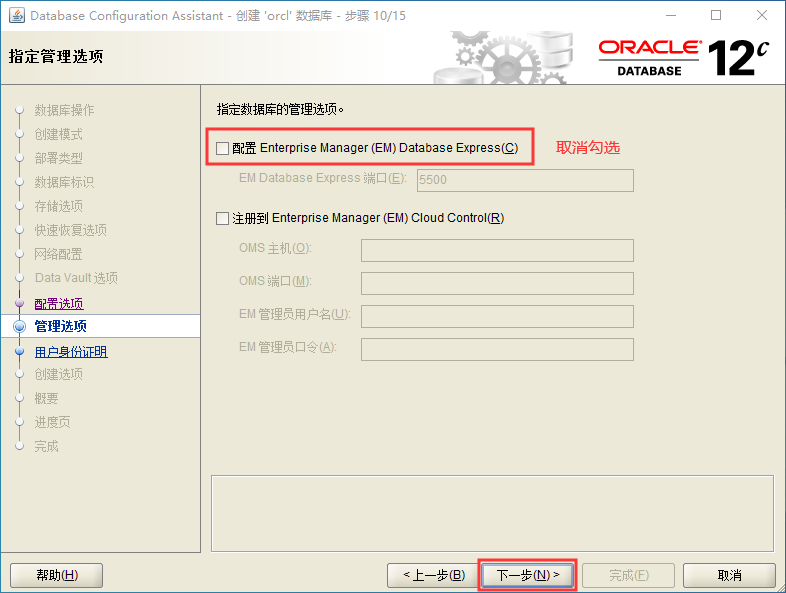 Database Configuration Assistant - 创建 'orcl' 数据库 - 步骤 10/15
指定管理选项
ORACLE®
DATABASE
12c
数据库操作
创建模式
部署类型
数据库标识
存储选项
快速恢复选项
网络配置
Data Vault 选项
配置选项
管理选项
用户身份证明
创建选项
概要
进度页
完成
指定数据库的管理选项。
配置 Enterprise Manager (EM) Database Express(C)
取消勾选
EM Database Express 端口(E):
5500
注册到 Enterprise Manager (EM) Cloud Control(R)
OMS 主机(O):
OMS 端口(M):
EM 管理员用户名(U):
EM 管理员口令(A):
帮助(H)
< 上一步(B)
下一步(N) >
完成(F)
取消